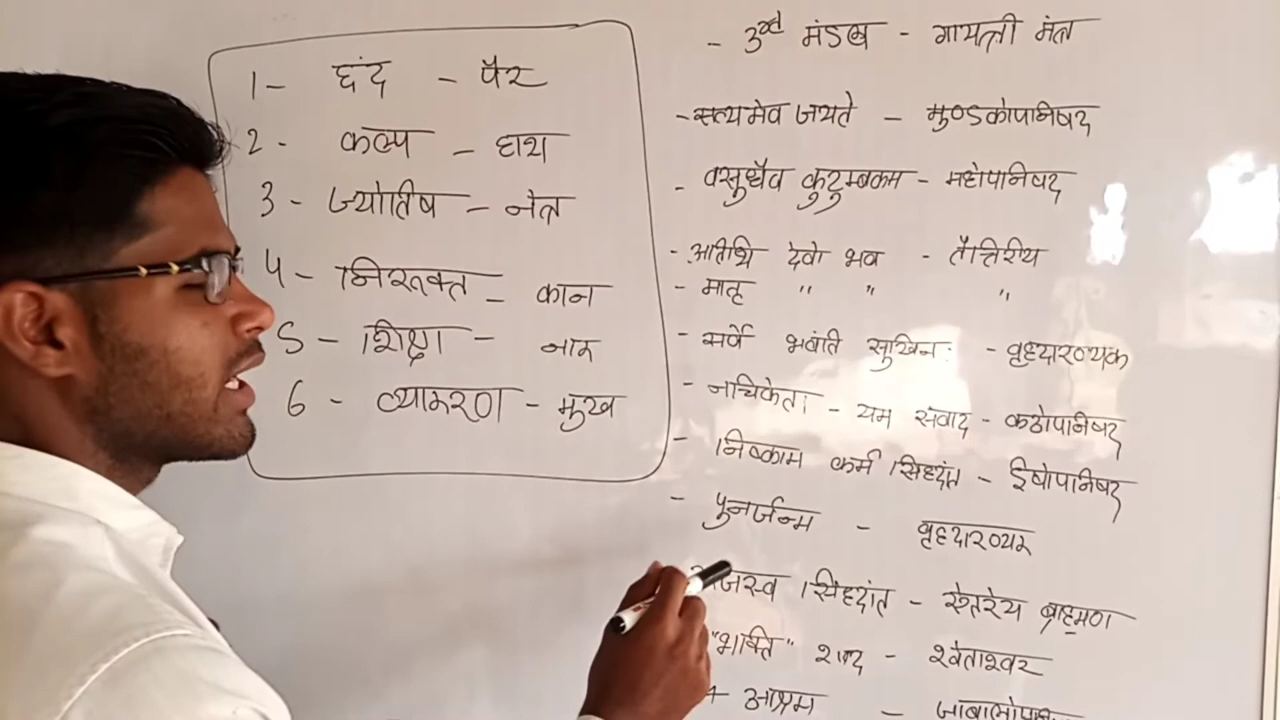 1- छंद - पैर
2- कल्प - हाथ
3- ज्योतिष - नेत्र
4- निरूक्त - कान
5- शिक्षा - नाक
6- व्याकरण - मुख
- 3rd मंडल - गायत्री मंत्र
- सत्यमेव जयते - मुण्डकोपनिषद
- वसुधैव कुटुम्बकम - महोपनिषद
- अतिथि देवो भव - तैत्तिरीय
- मातृ " " "
- सर्वे भवंति सुखिन: - वृहदारण्यक
- नचिकेता - यम संवाद - कठोपनिषद
- निष्काम कर्म सिद्धांत - ईषोपनिषद
- पुनर्जन्म - वृहदारण्यक
सिद्धांत - ऐतरेय ब्राह्मण
"भक्ति" शब्द - श्वेताश्वर
4 आश्रम -